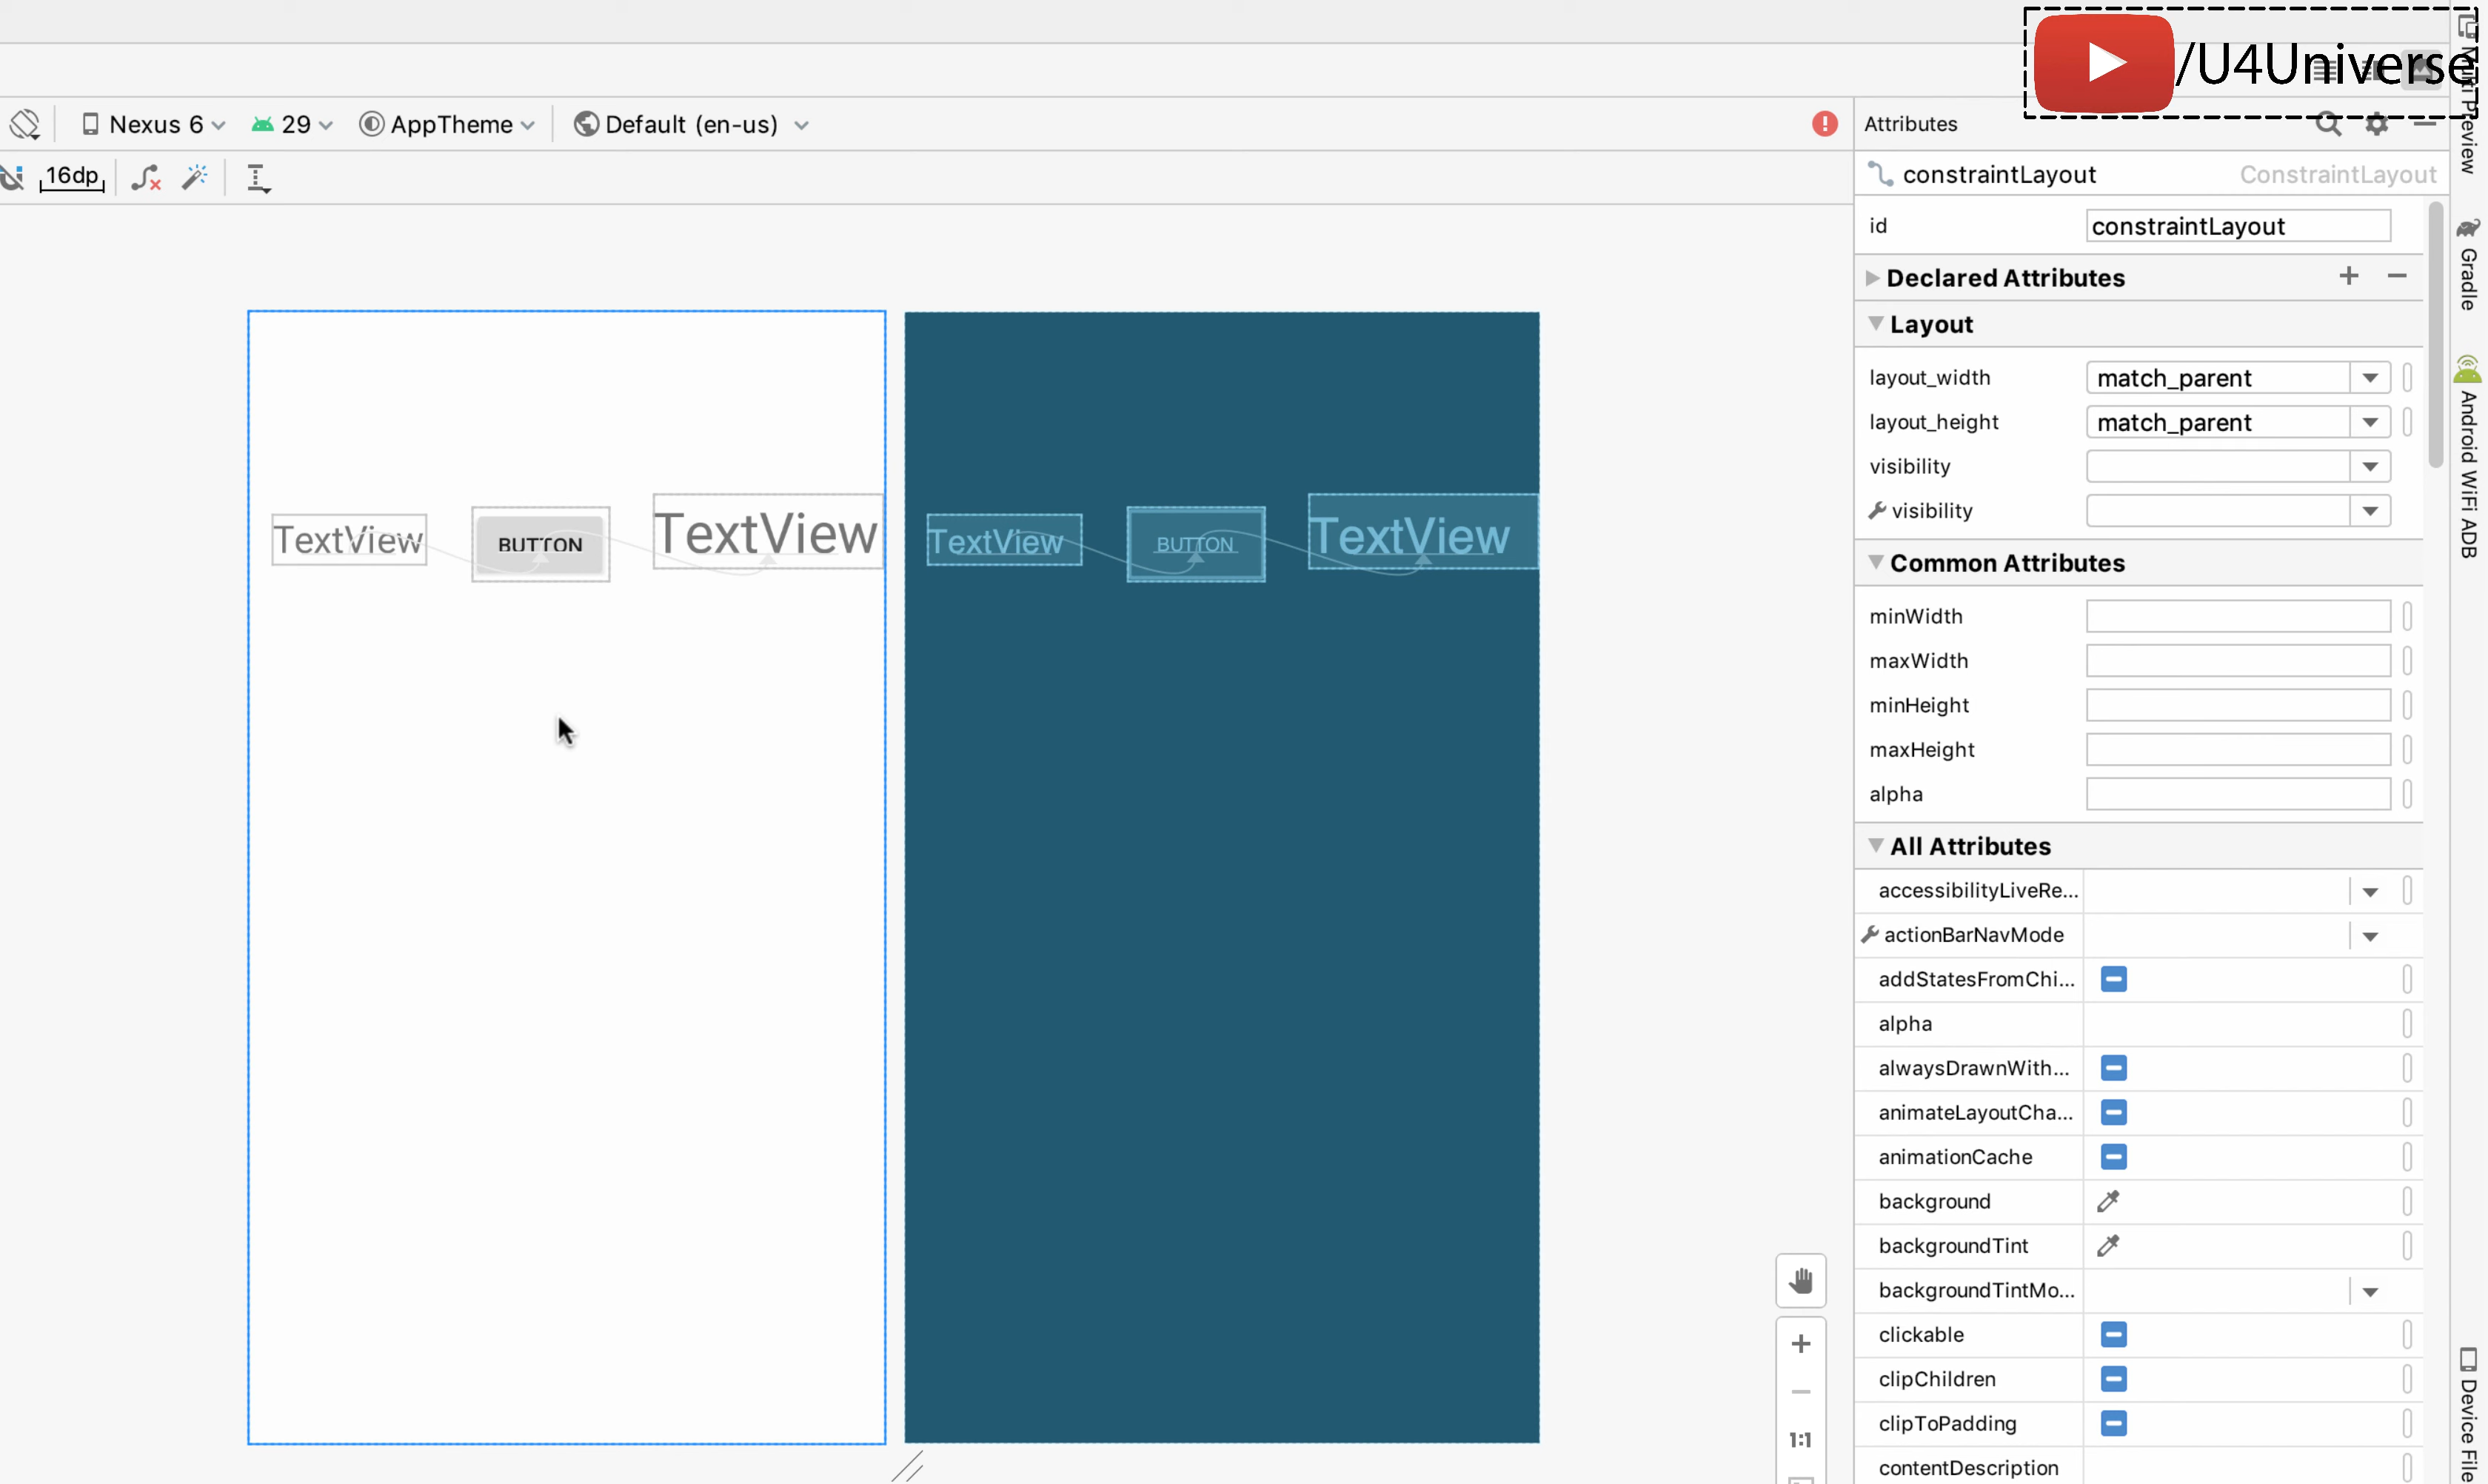 /U4Universe
Nexus 6
29
AppTheme
Default (en-us)
Attributes
16dp
constraintLayout
ConstraintLayout
id
constraintLayout
Declared Attributes
Layout
layout_width
match_parent
layout_height
match_parent
visibility
visibility
Common Attributes
minWidth
maxWidth
minHeight
maxHeight
alpha
All Attributes
accessibilityLiveRe...
actionBarNavMode
addStatesFromChi...
alpha
alwaysDrawnWith...
animateLayoutCha...
animationCache
background
backgroundTint
backgroundTintMo...
clickable
clipChildren
clipToPadding
contentDescription
TextView
BUTTON
TextView
TextView
BUTTON
TextView
1:1
Multi Preview
Gradle
Android WiFi ADB
Device File